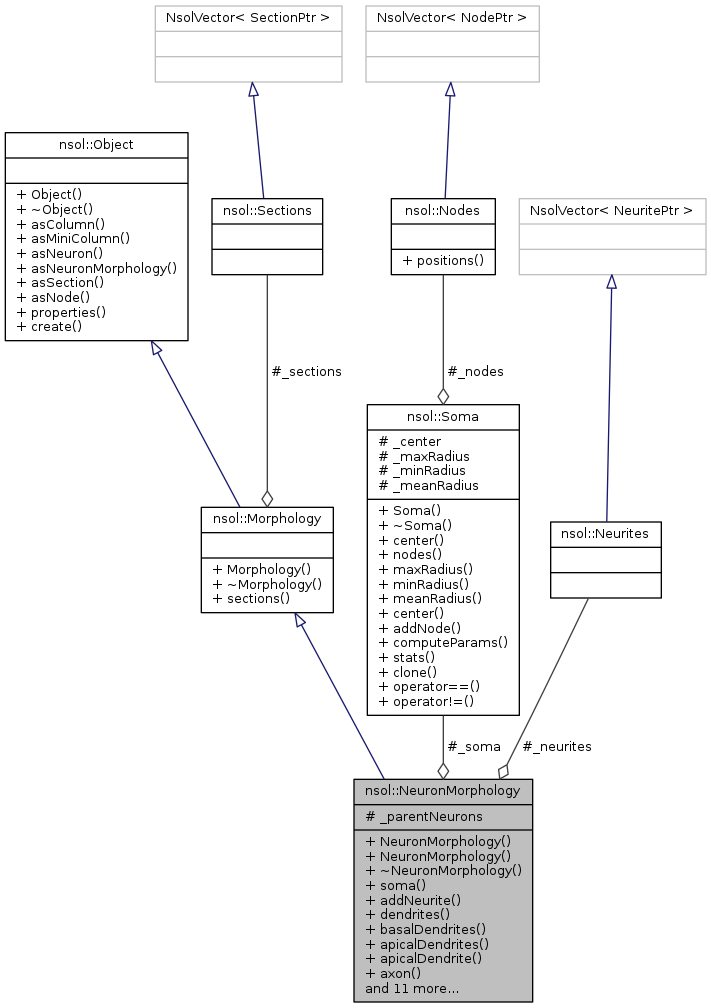 NsolVector< SectionPtr >
NsolVector< NodePtr >
nsol::Object
+ Object()
+ ~Object()
+ asColumn()
+ asMiniColumn()
+ asNeuron()
+ asNeuronMorphology()
+ asSection()
+ asNode()
+ properties()
+ create()
nsol::Sections
nsol::Nodes
+ positions()
NsolVector< NeuritePtr >
#_sections
#_nodes
nsol::Soma
# _center
# _maxRadius
# _minRadius
# _meanRadius
+ Soma()
+ ~Soma()
+ center()
+ nodes()
+ maxRadius()
+ minRadius()
+ meanRadius()
+ center()
+ addNode()
+ computeParams()
+ stats()
+ clone()
+ operator==()
+ operator!=()
nsol::Morphology
+ Morphology()
+ ~Morphology()
+ sections()
nsol::Neurites
#_soma
#_neurites
nsol::NeuronMorphology
# _parentNeurons
+ NeuronMorphology()
+ NeuronMorphology()
+ ~NeuronMorphology()
+ soma()
+ addNeurite()
+ dendrites()
+ basalDendrites()
+ apicalDendrites()
+ apicalDendrite()
+ axon()
and 11 more...